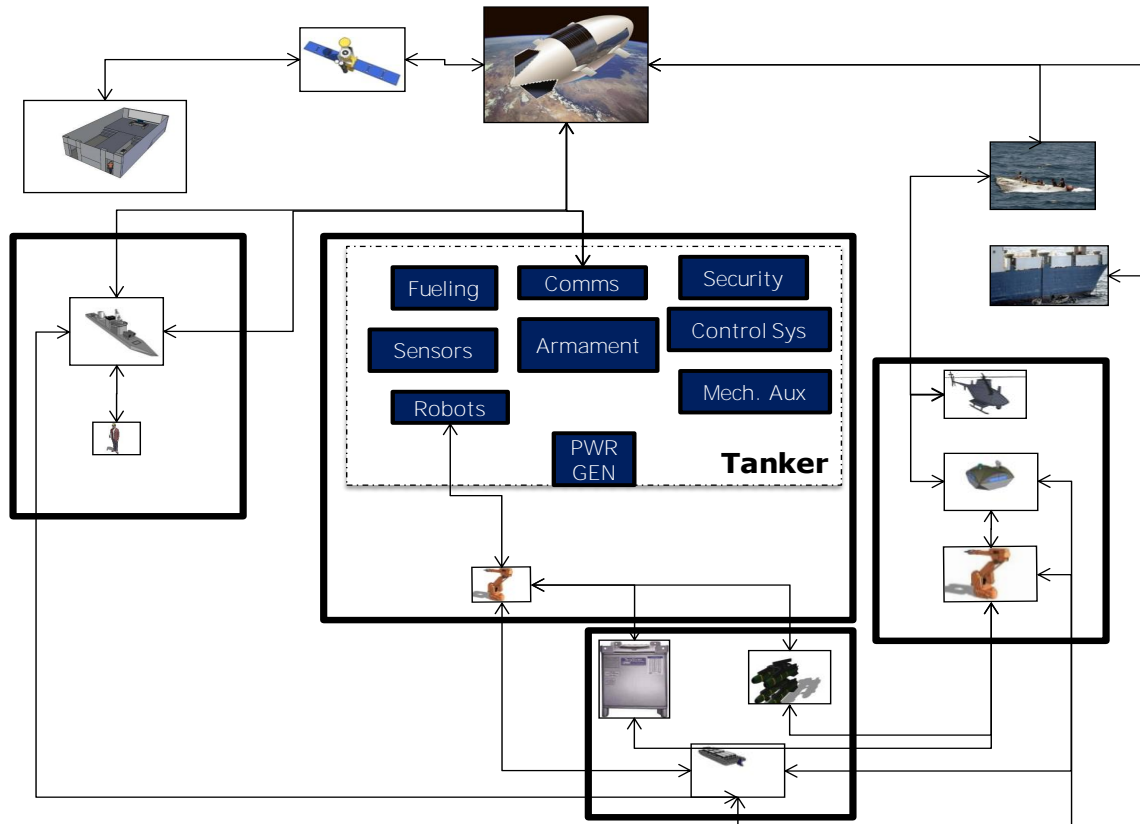 Fueling
Comms
Security
Sensors
Armament
Control Sys
Robots
Mech. Aux
PWR
GEN
Tanker